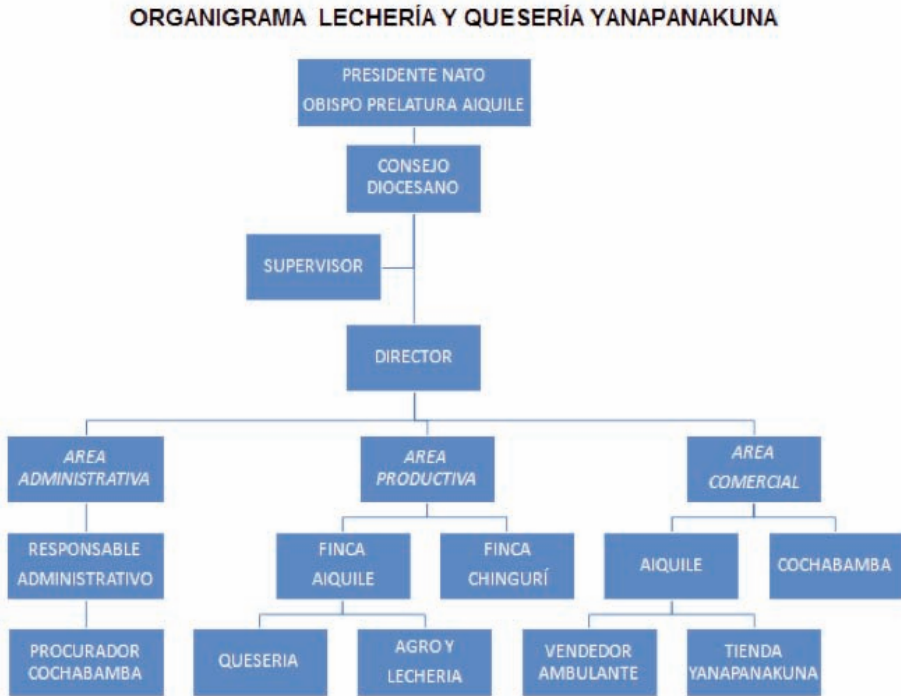 ORGANIGRAMA LECHERÍA Y QUESERÍA YANAPANAKUNA
PRESIDENTE NATO
OBISPO PRELATURA AIQUILE
CONSEJO
DIOCESANO
SUPERVISOR
DIRECTOR
AREA
ADMINISTRATIVA
AREA
PRODUCTIVA
AREA
COMERCIAL
RESPONSABLE
ADMINISTRATIVO
FINCA
AIQUILE
FINCA
CHINGURÍ
AIQUILE
COCHABAMBA
PROCURADOR
COCHABAMBA
QUESERIA
AGRO Y
LECHERIA
VENDEDOR
AMBULANTE
TIENDA
YANAPANAKUNA